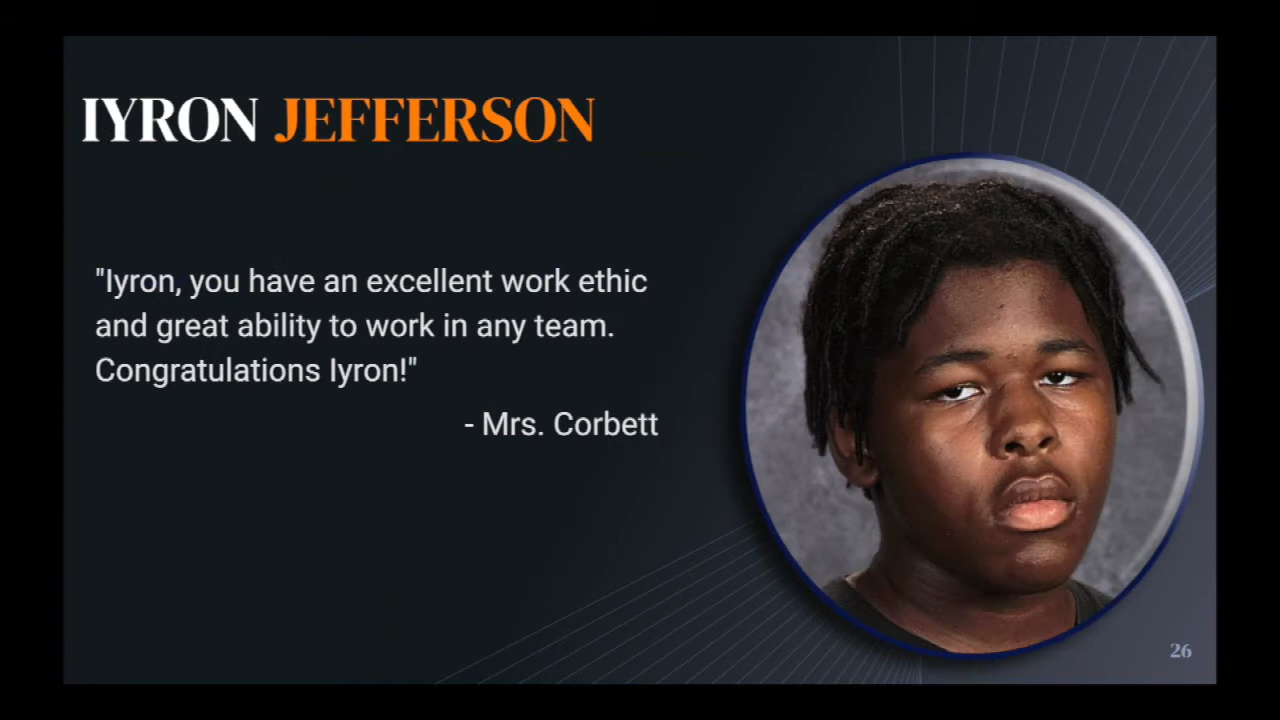 IYRON JEFFERSON
"Iyron, you have an excellent work ethic
and great ability to work in any team.
Congratulations Iyron!"
- Mrs. Corbett
26